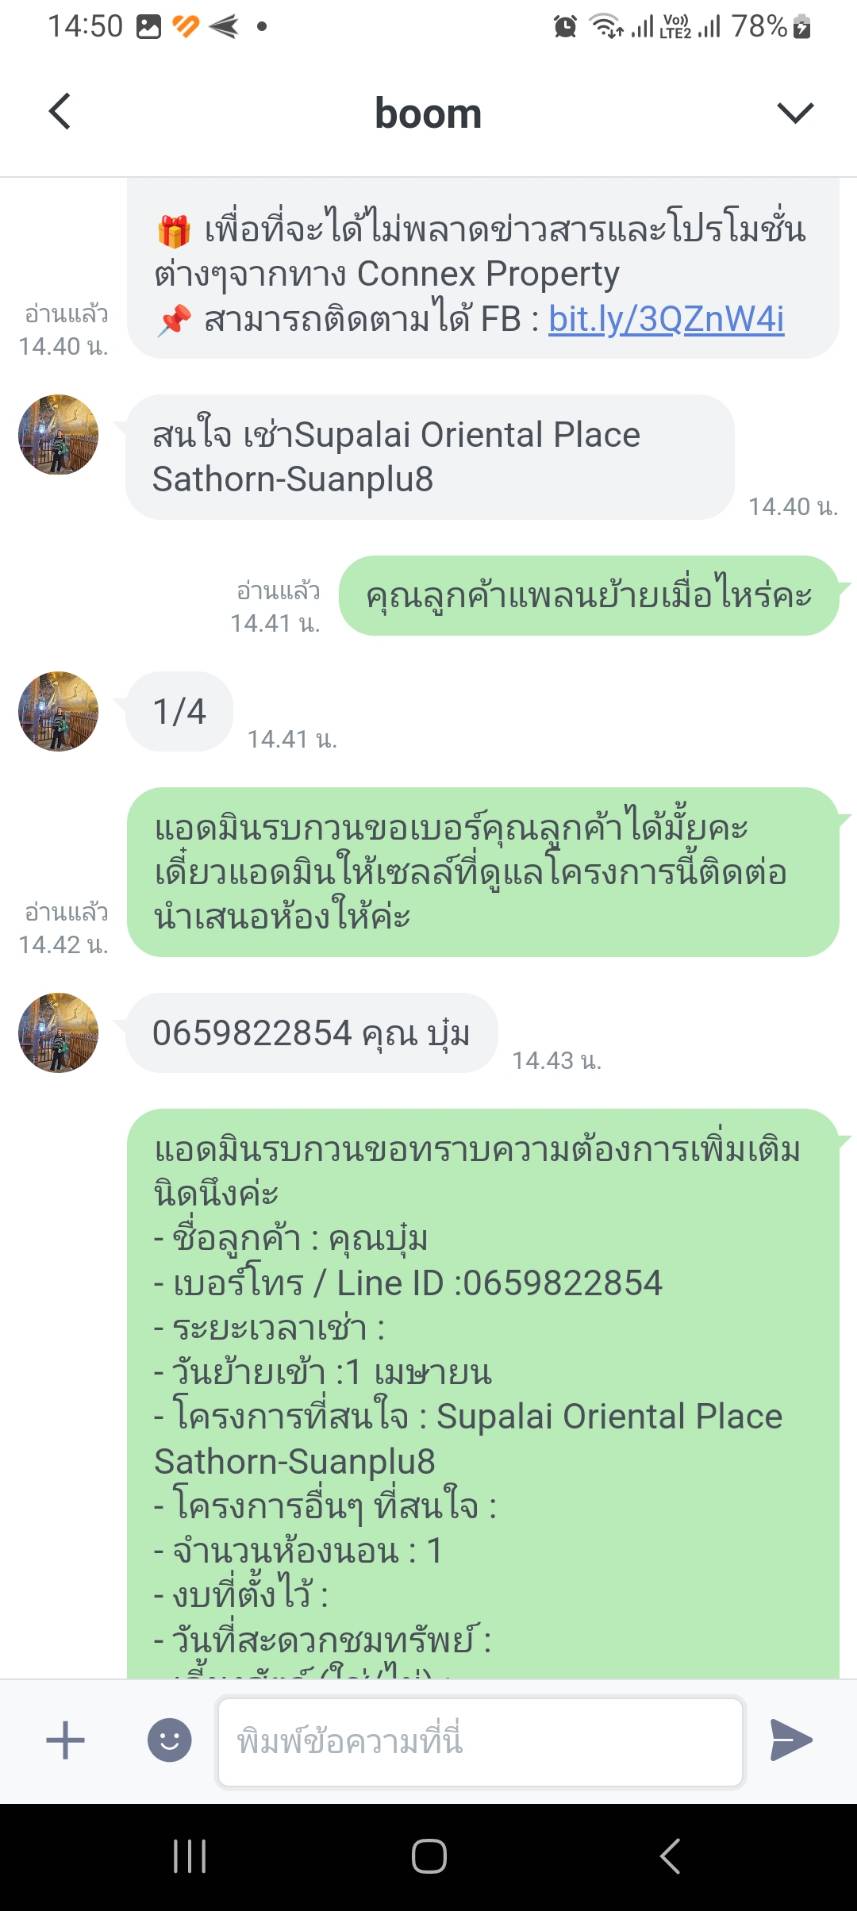 14:50
Vo))
LTE2
78%
boom
🎁 เพื่อที่จะได้ไม่พลาดข่าวสารและโปรโมชั่น
ต่างๆจากทาง Connex Property
📌 สามารถติดตามได้ FB : bit.ly/3QZnW4i
อ่านแล้ว
14.40 น.
สนใจ เช่าSupalai Oriental Place
Sathorn-Suanplu8
14.40 น.
คุณลูกค้าแพลนย้ายเมื่อไหร่คะ
อ่านแล้ว
14.41 น.
1/4
14.41 น.
แอดมินรบกวนขอเบอร์คุณลูกค้าได้มั้ยคะ
เดี๋ยวแอดมินให้เซลล์ที่ดูแลโครงการนี้ติดต่อ
นำเสนอห้องให้ค่ะ
อ่านแล้ว
14.42 น.
0659822854 คุณ บุ๋ม
14.43 น.
แอดมินรบกวนขอทราบความต้องการเพิ่มเติม
นิดนึงค่ะ
- ชื่อลูกค้า : คุณบุ๋ม
- เบอร์โทร / Line ID :0659822854
- ระยะเวลาเช่า :
- วันย้ายเข้า :1 เมษายน
- โครงการที่สนใจ : Supalai Oriental Place
Sathorn-Suanplu8
- โครงการอื่นๆ ที่สนใจ :
- จำนวนห้องนอน : 1
- งบที่ตั้งไว้ :
- วันที่สะดวกชมทรัพย์ :
พิมพ์ข้อความที่นี่